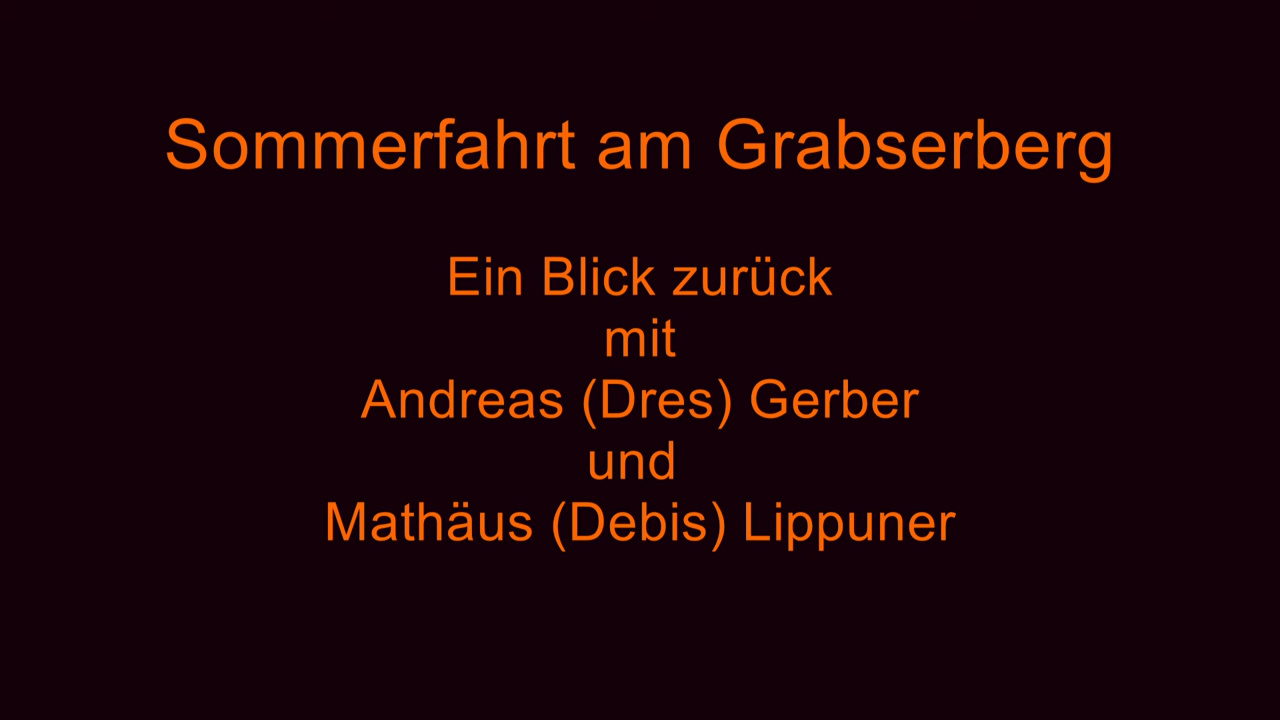 Sommerfahrt am Grabserberg
Ein Blick zurück
mit
Andreas (Dres) Gerber
und
Mathäus (Debis) Lippuner